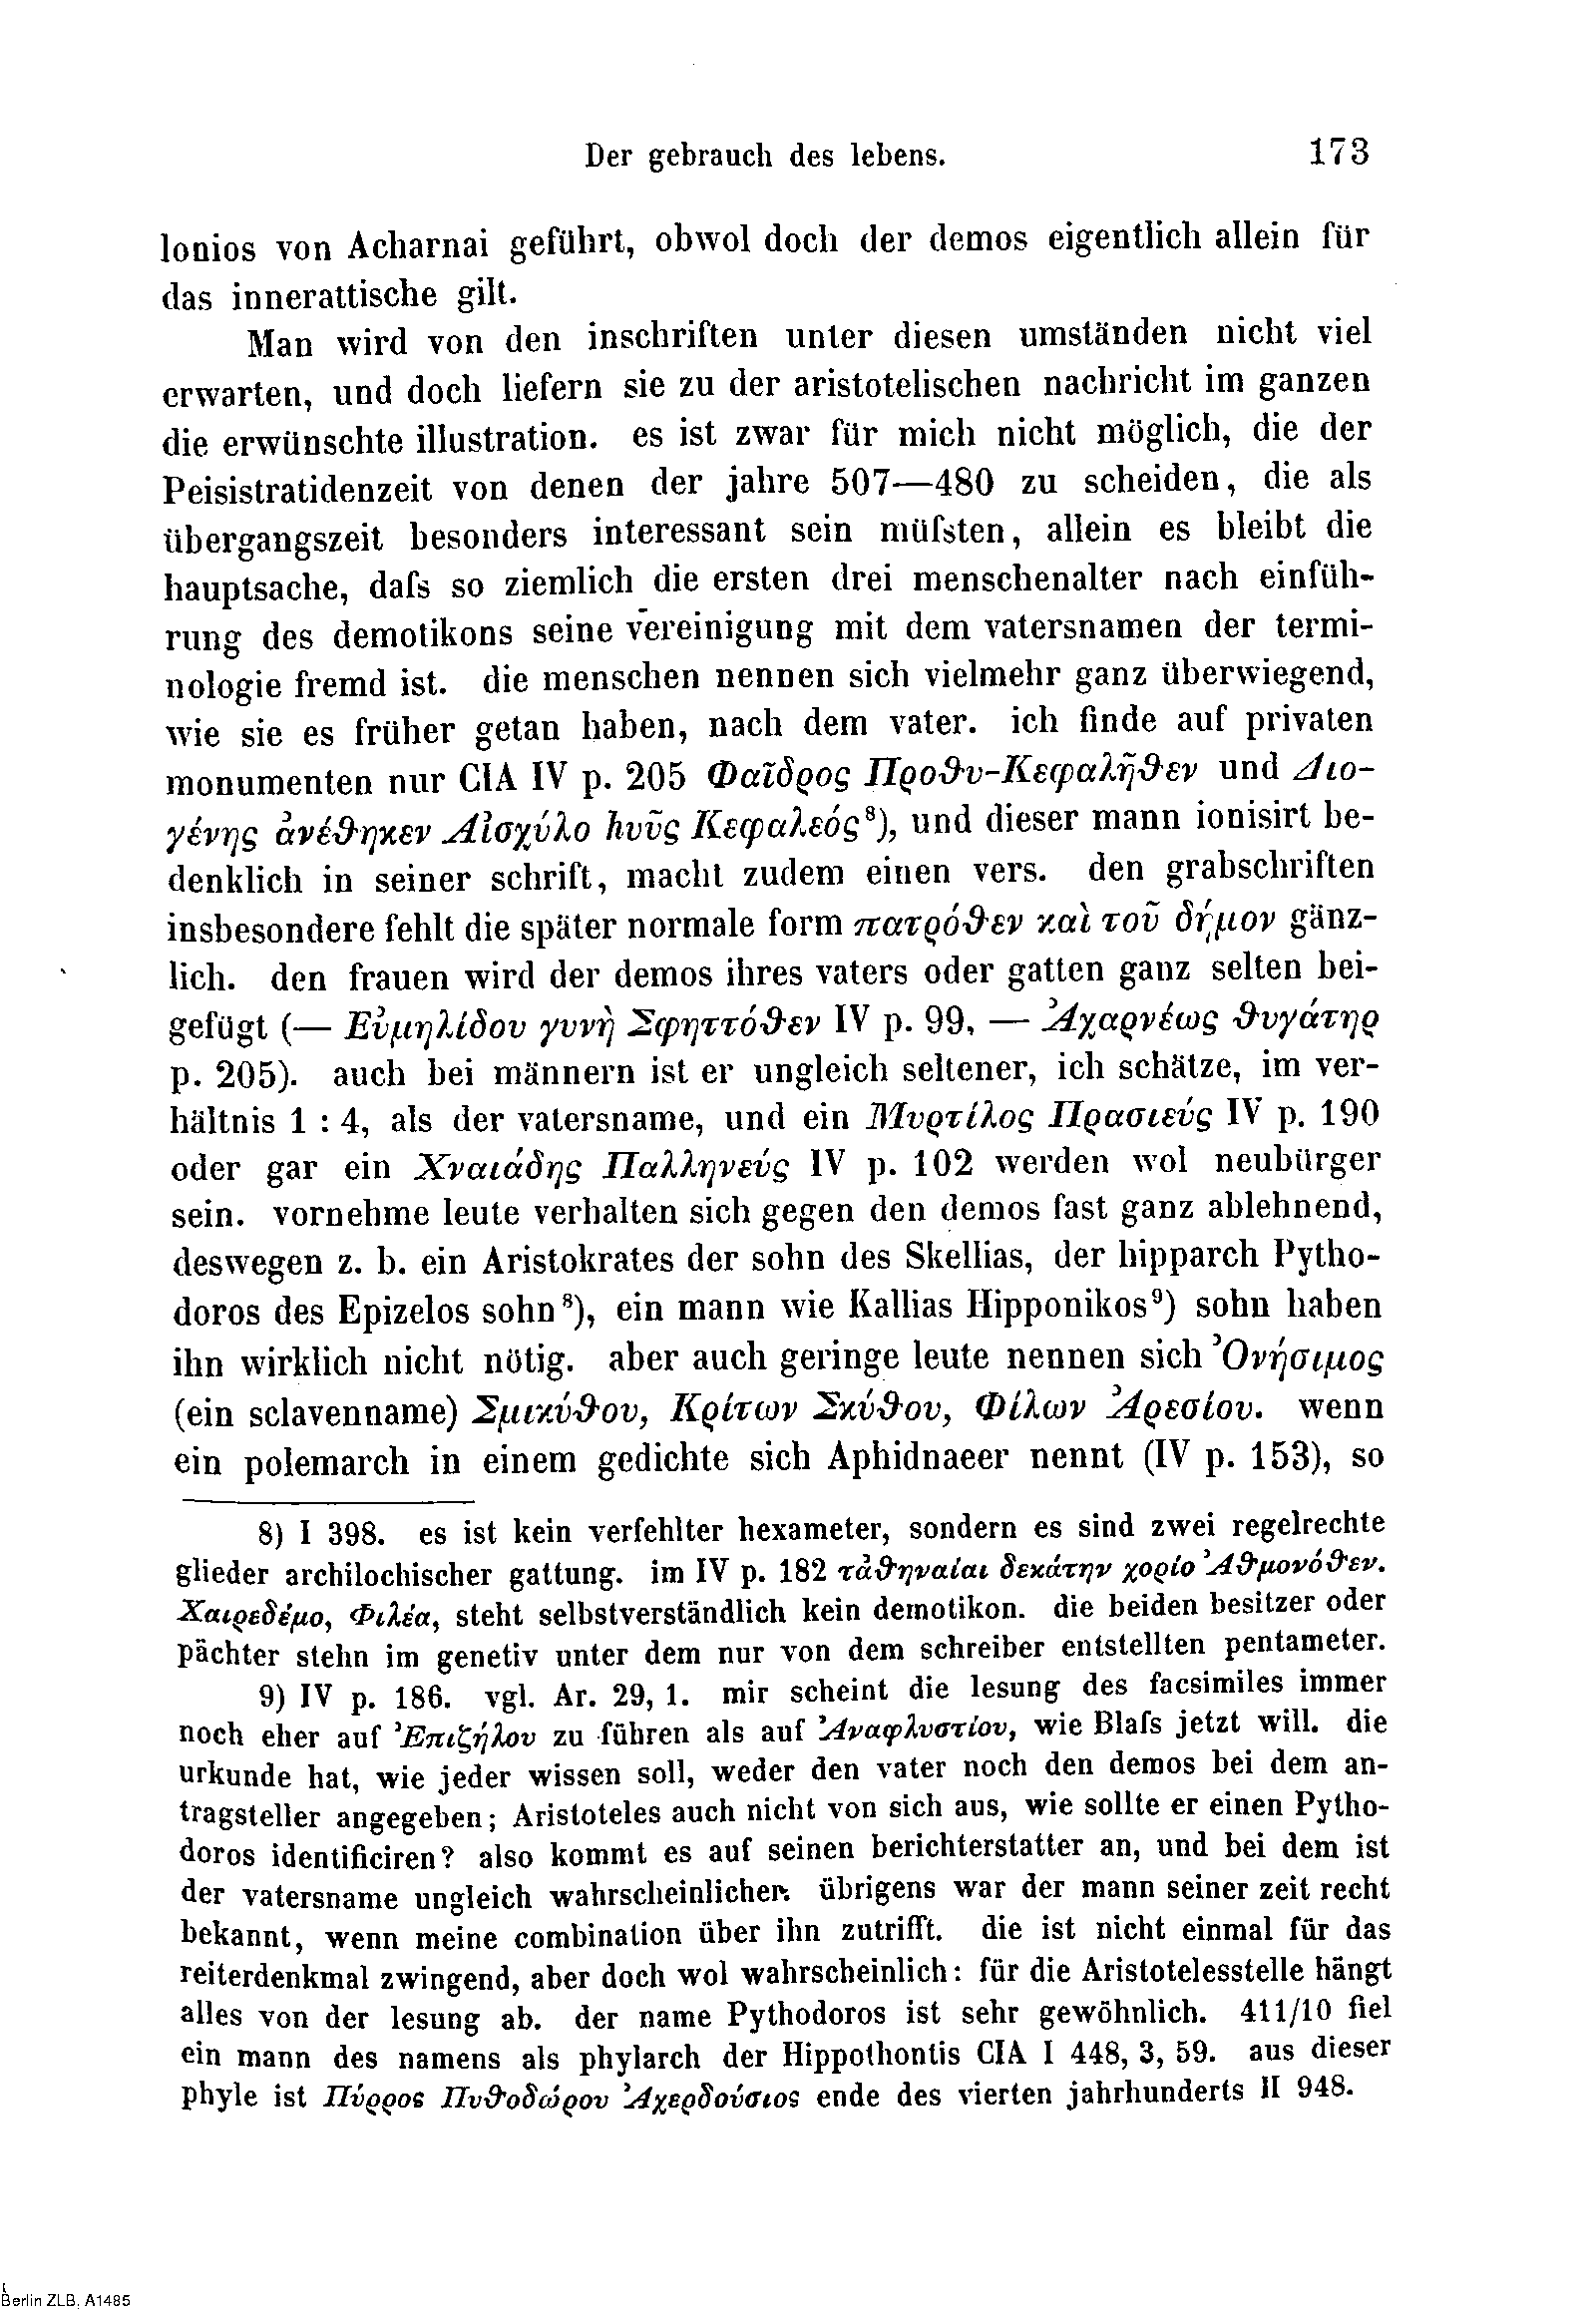 Der gebrauch des lebens. 173
lonios von Acharnai geführt, obwol doch der demos eigentlich allein für
das innerattische gilt.
Man wird von den inschriften unter diesen umständen nicht viel
erwarten, und doch liefern sie zu der aristotelischen nachricht im ganzen
die erwünschte illustration. es ist zwar für mich nicht möglich, die der
Peisistratidenzeit von denen der jahre 507—480 zu scheiden, die als
übergangszeit besonders interessant sein müſsten, allein es bleibt die
hauptsache, daſs so ziemlich die ersten drei menschenalter nach einfüh-
rung des demotikons seine vereinigung mit dem vatersnamen der termi-
nologie fremd ist. die menschen nennen sich vielmehr ganz überwiegend,
wie sie es früher getan haben, nach dem vater. ich finde auf privaten
monumenten nur CIA IV p. 205 Φαῖδρος Προθυ-Κεφαλῆθεν und Διο-
γένης ἀνέθηκεν Αἰσχύλο hυῦς Κεφαλεός⁸), und dieser mann ionisirt be-
denklich in seiner schrift, macht zudem einen vers. den grabschriften
insbesondere fehlt die später normale form πατρόθεν καὶ τοῦ δήμου gänz-
lich. den frauen wird der demos ihres vaters oder gatten ganz selten bei-
gefügt (— Εὐμηλίδου γυνὴ Σφηττόθεν IV p. 99, — Ἀχαρνέως θυγάτηρ
p. 205). auch bei männern ist er ungleich seltener, ich schätze, im ver-
hältnis 1 : 4, als der vatersname, und ein Μυρτίλος Πρασιεύς IV p. 190
oder gar ein Χναιάδης Παλληνεύς IV p. 102 werden wol neubürger
sein. vornehme leute verhalten sich gegen den demos fast ganz ablehnend,
deswegen z. b. ein Aristokrates der sohn des Skellias, der hipparch Pytho-
doros des Epizelos sohn⁸), ein mann wie Kallias Hipponikos⁹) sohn haben
ihn wirklich nicht nötig. aber auch geringe leute nennen sich Ὀνήσιμος
(ein sclavenname) Σμικύθου, Κρίτων Σκύθου, Φίλων Ἀρεσίου. wenn
ein polemarch in einem gedichte sich Aphidnaeer nennt (IV p. 153), so
8) I 398. es ist kein verfehlter hexameter, sondern es sind zwei regelrechte
glieder archilochischer gattung. im IV p. 182 τἀθηναίαι δεκάτην χορίο Ἀθμονόθεν.
Χαιρεδέμο, Φιλέα, steht selbstverständlich kein demotikon. die beiden besitzer oder
pächter stehn im genetiv unter dem nur von dem schreiber entstellten pentameter.
9) IV p. 186. vgl. Ar. 29, 1. mir scheint die lesung des facsimiles immer
noch eher auf Ἐπιζήλου zu führen als auf Ἀναφλυστίου, wie Blaſs jetzt will. die
urkunde hat, wie jeder wissen soll, weder den vater noch den demos bei dem an-
tragsteller angegeben; Aristoteles auch nicht von sich aus, wie sollte er einen Pytho-
doros identificiren? also kommt es auf seinen berichterstatter an, und bei dem ist
der vatersname ungleich wahrscheinlicher. übrigens war der mann seiner zeit recht
bekannt, wenn meine combination über ihn zutrifft. die ist nicht einmal für das
reiterdenkmal zwingend, aber doch wol wahrscheinlich: für die Aristotelesstelle hängt
alles von der lesung ab. der name Pythodoros ist sehr gewöhnlich. 411/10 fiel
ein mann des namens als phylarch der Hippothontis CIA I 448, 3, 59. aus dieser
phyle ist Πύρρος Πυθοδώρου Ἀχερδούσιος ende des vierten jahrhunderts II 948.
Berlin ZLB, A1485